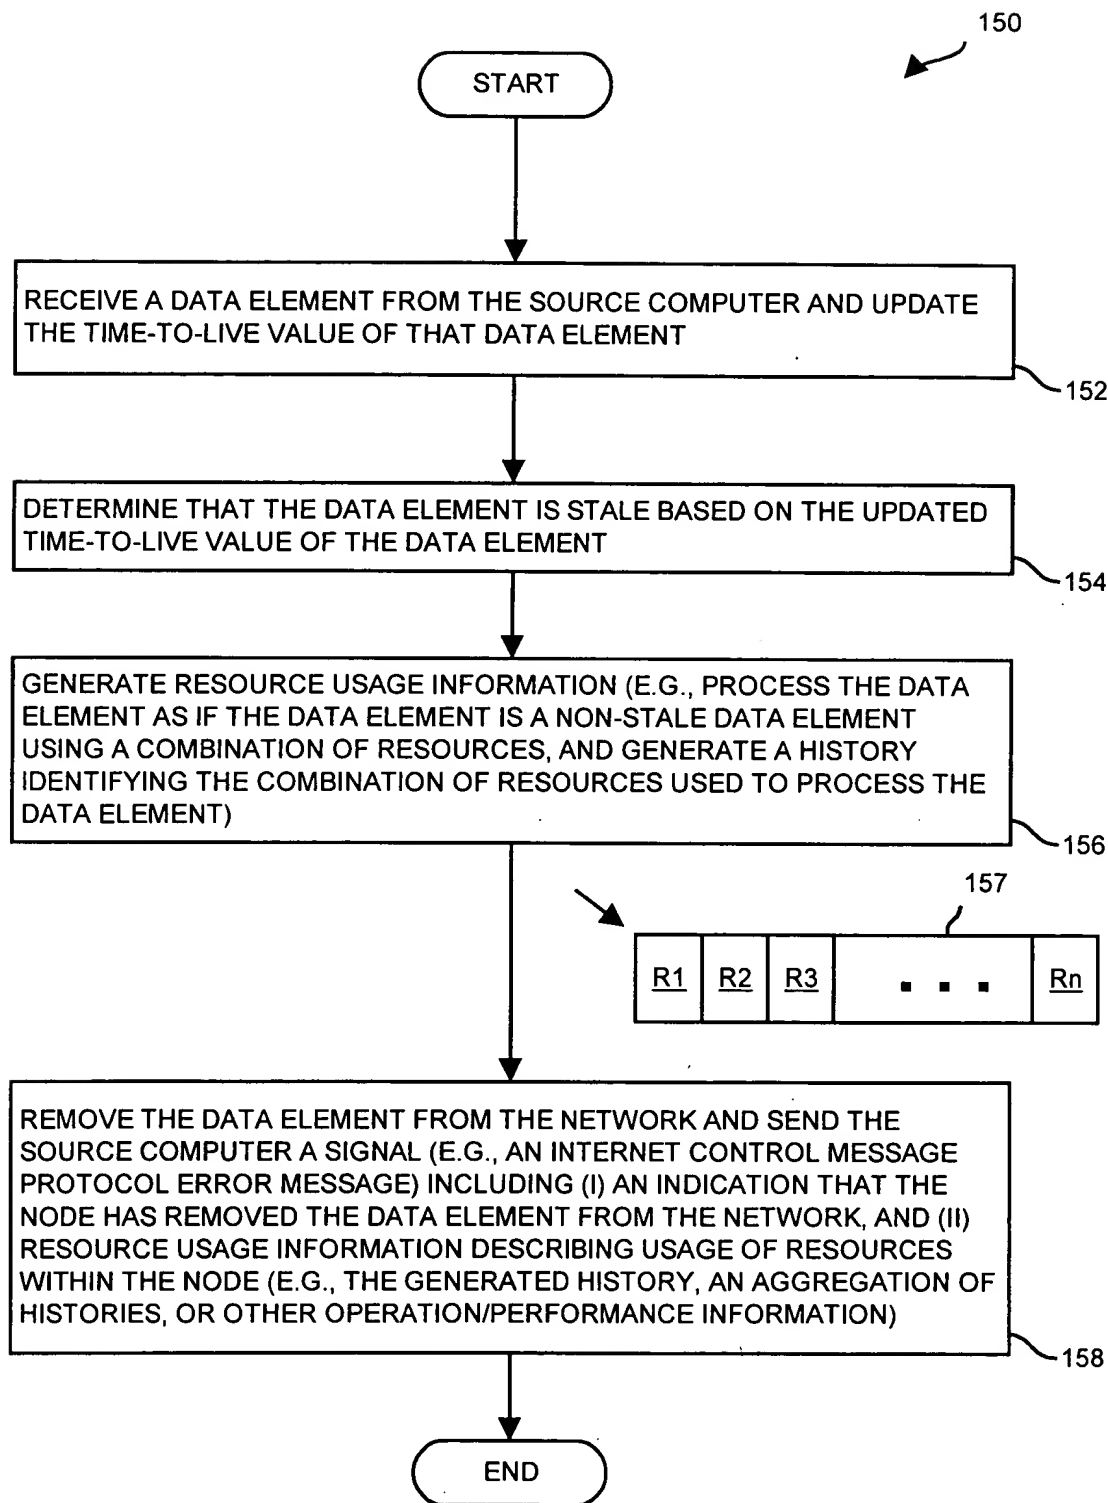 150
START
RECEIVE A DATA ELEMENT FROM THE SOURCE COMPUTER AND UPDATE
THE TIME-TO-LIVE VALUE OF THAT DATA ELEMENT
152
DETERMINE THAT THE DATA ELEMENT IS STALE BASED ON THE UPDATED
TIME-TO-LIVE VALUE OF THE DATA ELEMENT
154
GENERATE RESOURCE USAGE INFORMATION (E.G., PROCESS THE DATA
ELEMENT AS IF THE DATA ELEMENT IS A NON-STALE DATA ELEMENT
USING A COMBINATION OF RESOURCES, AND GENERATE A HISTORY
IDENTIFYING THE COMBINATION OF RESOURCES USED TO PROCESS THE
DATA ELEMENT)
156
157
R1 R2 R3 . . . Rn
REMOVE THE DATA ELEMENT FROM THE NETWORK AND SEND THE
SOURCE COMPUTER A SIGNAL (E.G., AN INTERNET CONTROL MESSAGE
PROTOCOL ERROR MESSAGE) INCLUDING (I) AN INDICATION THAT THE
NODE HAS REMOVED THE DATA ELEMENT FROM THE NETWORK, AND (II)
RESOURCE USAGE INFORMATION DESCRIBING USAGE OF RESOURCES
WITHIN THE NODE (E.G., THE GENERATED HISTORY, AN AGGREGATION OF
HISTORIES, OR OTHER OPERATION/PERFORMANCE INFORMATION)
158
END